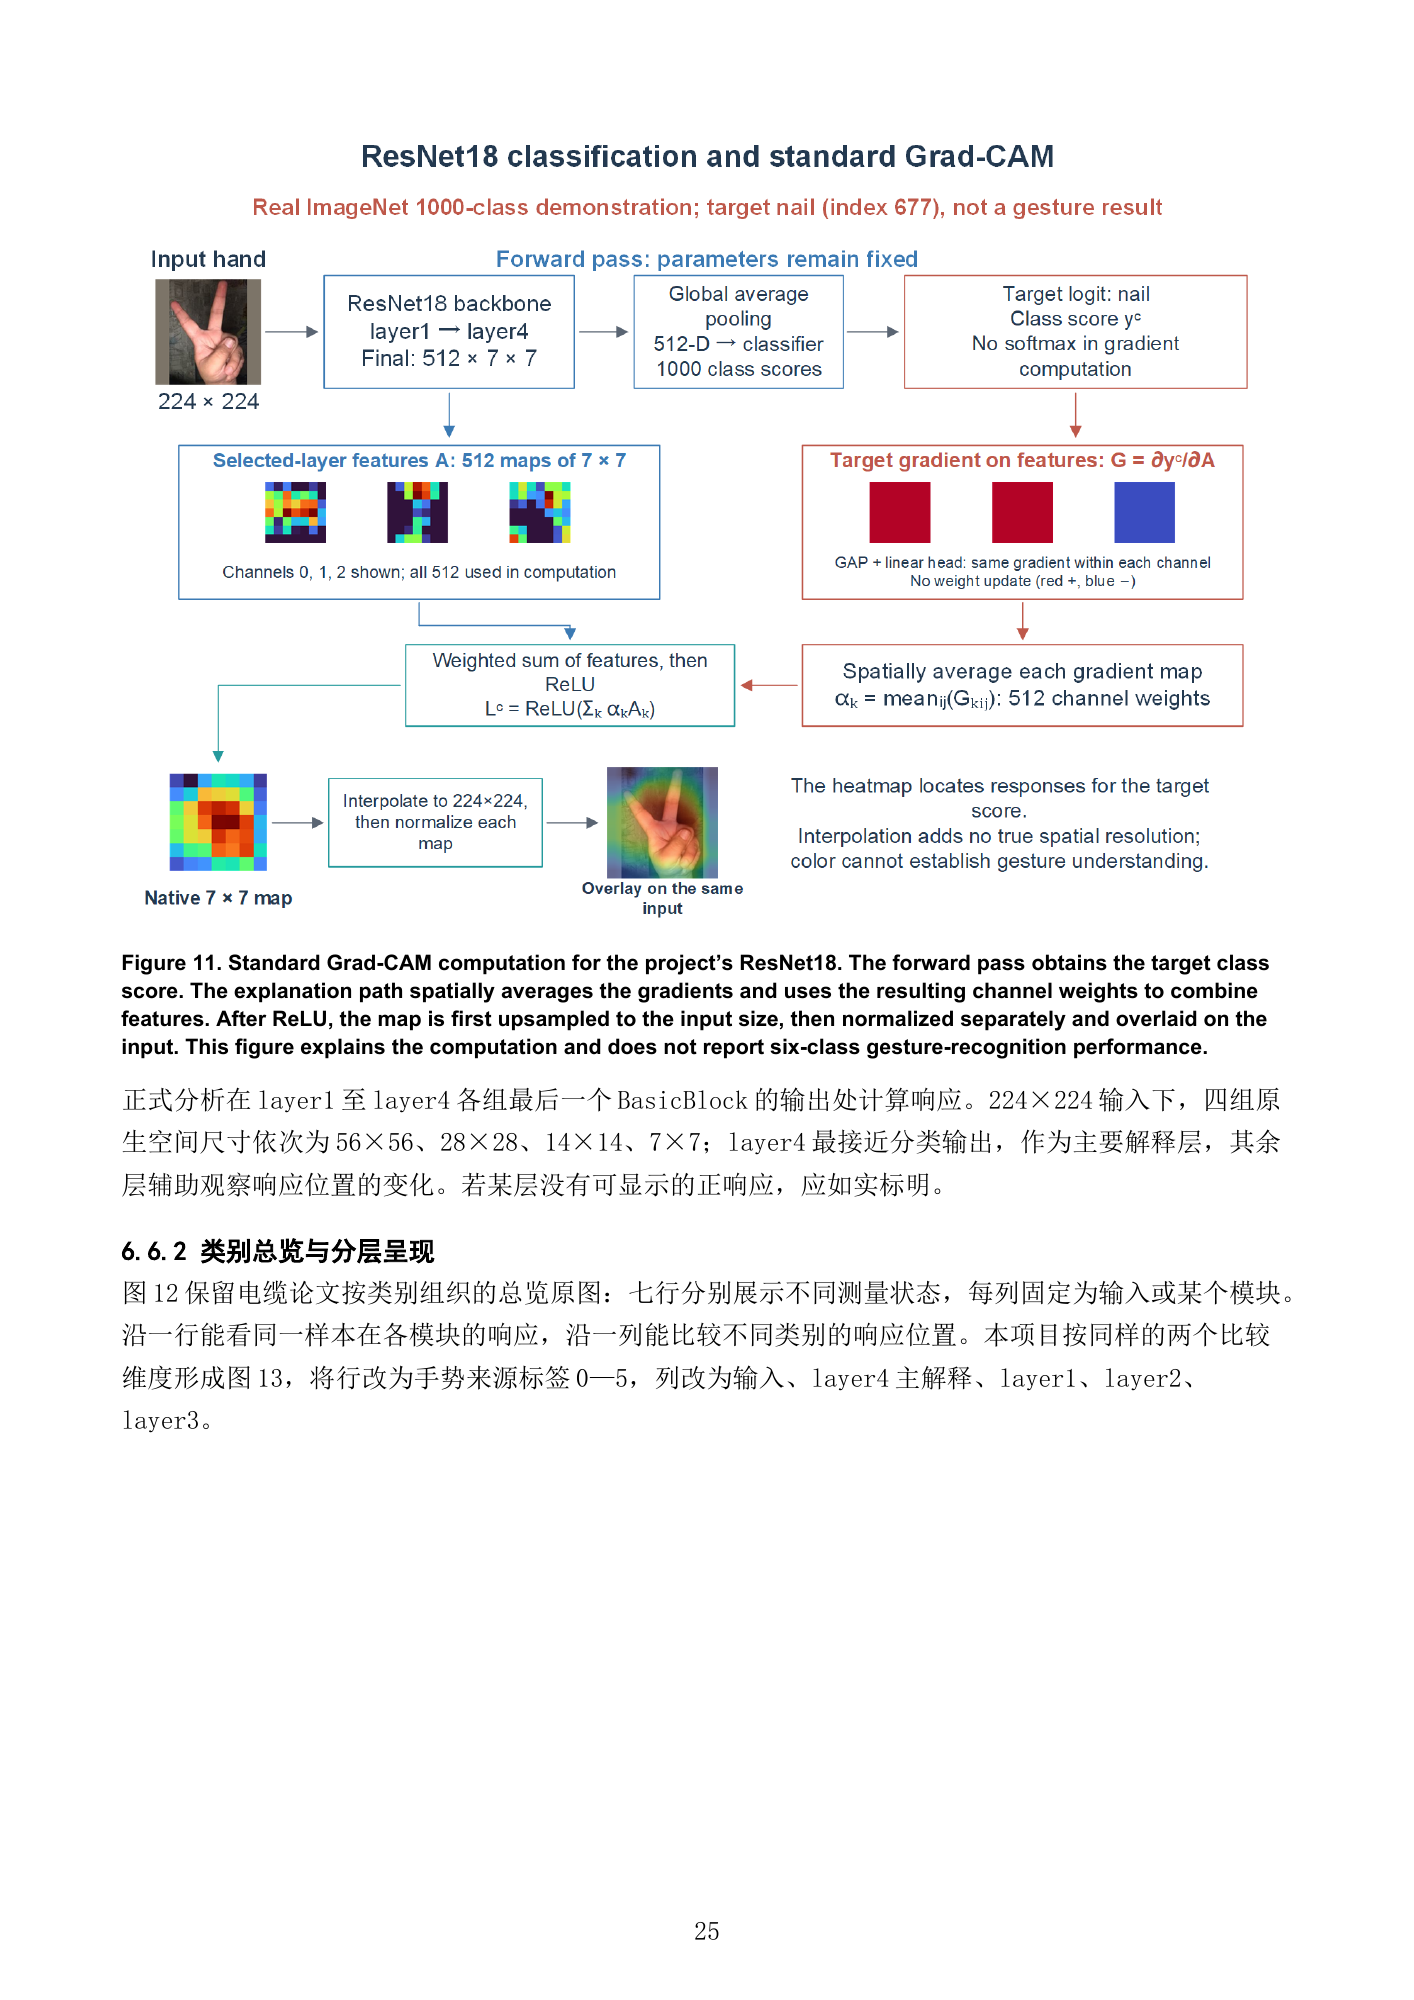 ResNet18 classification and standard Grad-CAM
Real ImageNet 1000-class demonstration; target nail (index 677), not a gesture result
Input hand
Forward pass: parameters remain fixed
224 × 224
ResNet18 backbone
layer1 → layer4
Final: 512 × 7 × 7
Global average
pooling
512-D → classifier
1000 class scores
Target logit: nail
Class score yᶜ
No softmax in gradient
computation
Selected-layer features A: 512 maps of 7 × 7
Channels 0, 1, 2 shown; all 512 used in computation
Target gradient on features: G = ∂yᶜ/∂A
GAP + linear head: same gradient within each channel
No weight update (red +, blue −)
Weighted sum of features, then
ReLU
Lᶜ = ReLU(Σₖ αₖAₖ)
Spatially average each gradient map
αₖ = meanᵢⱼ(Gₖᵢⱼ): 512 channel weights
Native 7 × 7 map
Interpolate to 224×224,
then normalize each
map
Overlay on the same
input
The heatmap locates responses for the target
score.
Interpolation adds no true spatial resolution;
color cannot establish gesture understanding.
Figure 11. Standard Grad-CAM computation for the project’s ResNet18. The forward pass obtains the target class
score. The explanation path spatially averages the gradients and uses the resulting channel weights to combine
features. After ReLU, the map is first upsampled to the input size, then normalized separately and overlaid on the
input. This figure explains the computation and does not report six-class gesture-recognition performance.
正式分析在 layer1 至 layer4 各组最后一个 BasicBlock 的输出处计算响应。224×224 输入下，四组原
生空间尺寸依次为 56×56、28×28、14×14、7×7；layer4 最接近分类输出，作为主要解释层，其余
层辅助观察响应位置的变化。若某层没有可显示的正响应，应如实标明。
6.6.2 类别总览与分层呈现
图 12 保留电缆论文按类别组织的总览原图：七行分别展示不同测量状态，每列固定为输入或某个模块。
沿一行能看同一样本在各模块的响应，沿一列能比较不同类别的响应位置。本项目按同样的两个比较
维度形成图 13，将行改为手势来源标签 0—5，列改为输入、layer4 主解释、layer1、layer2、
layer3。
25